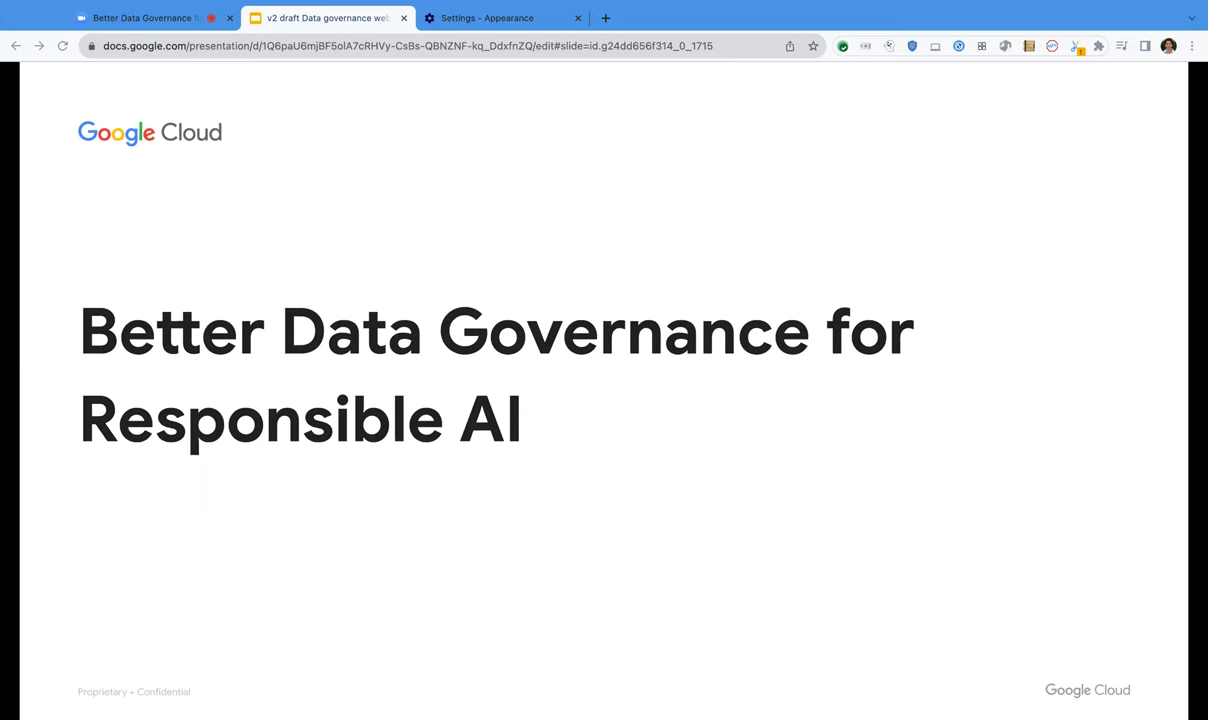 Better Data Governance f
v2 draft Data governance web
Settings - Appearance
docs.google.com/presentation/d/1Q6paU6mjBF5olA7cRHVy-CsBs-QBNZNF-kq_DdxfnZQ/edit#slide=id.g24dd656f314_0_1715
Google Cloud
Better Data Governance for
Responsible AI
Proprietary + Confidential
Google Cloud